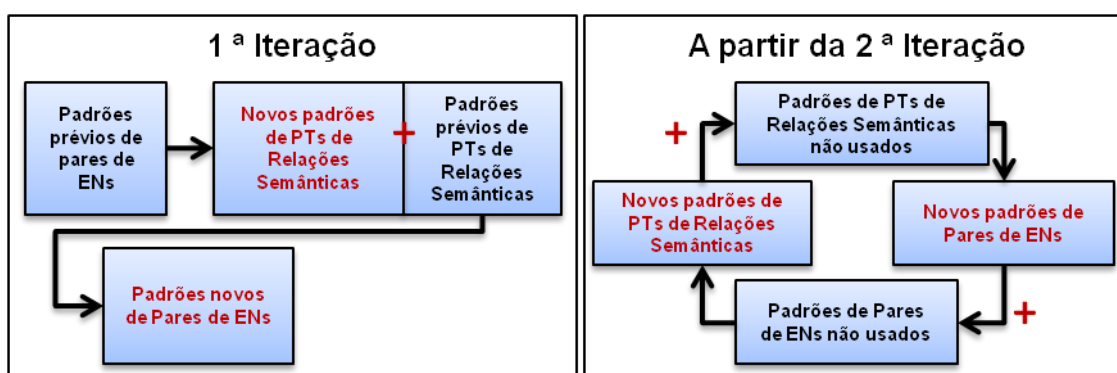 1 ª Iteração
Padrões
prévios de
pares de
ENs
Novos padrões
de PTs de
Relações
Semânticas
+
Padrões
prévios de
PTs de
Relações
Semânticas
Padrões novos
de Pares de ENs
A partir da 2 ª Iteração
Padrões de PTs de
Relações Semânticas
não usados
+
Novos padrões de
PTs de Relações
Semânticas
Novos padrões de
Pares de ENs
Padrões de Pares
de ENs não usados
+